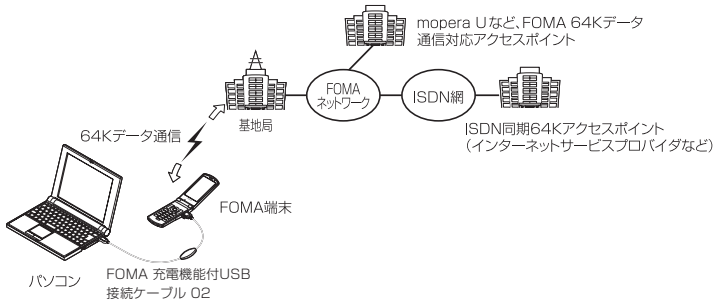 mopera Uなど、FOMA 64Kデータ
通信対応アクセスポイント
FOMA
ネットワーク
ISDN網
基地局
ISDN同期64Kアクセスポイント
（インターネットサービスプロバイダなど）
64Kデータ通信
FOMA端末
パソコン
FOMA 充電機能付USB
接続ケーブル 02